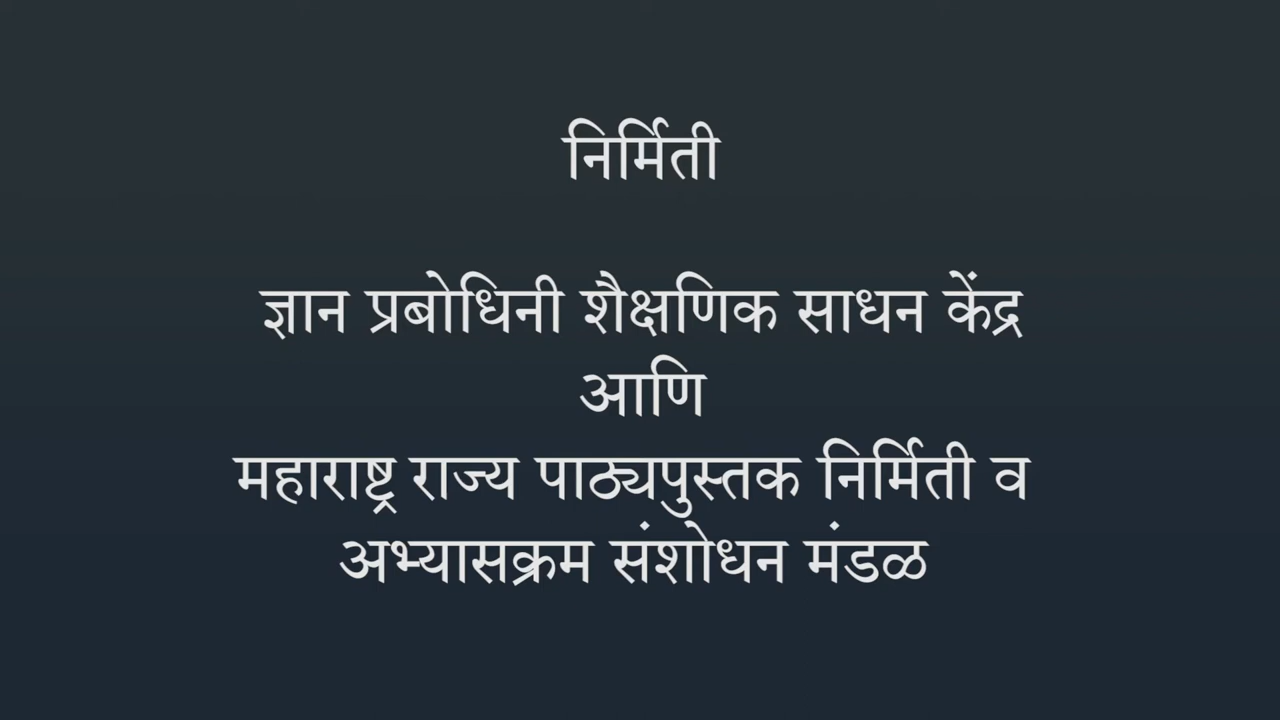 निर्मिती
ज्ञान प्रबोधिनी शैक्षणिक साधन केंद्र
आणि
महाराष्ट्र राज्य पाठ्यपुस्तक निर्मिती व
अभ्यासक्रम संशोधन मंडळ